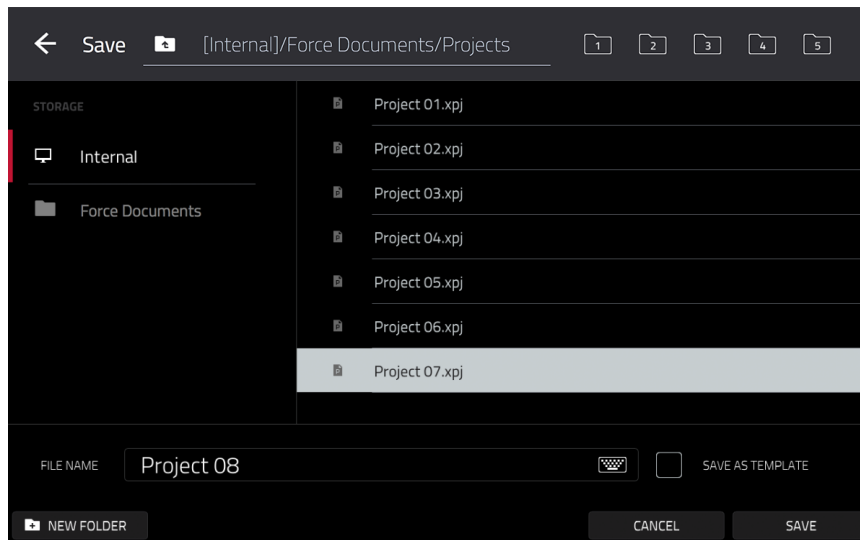 Save
[Internal]/Force Documents/Projects
1 2 3 4 5
STORAGE
Internal
Force Documents
Project 01.xpj
Project 02.xpj
Project 03.xpj
Project 04.xpj
Project 05.xpj
Project 06.xpj
Project 07.xpj
FILE NAME Project 08 SAVE AS TEMPLATE
NEW FOLDER CANCEL SAVE